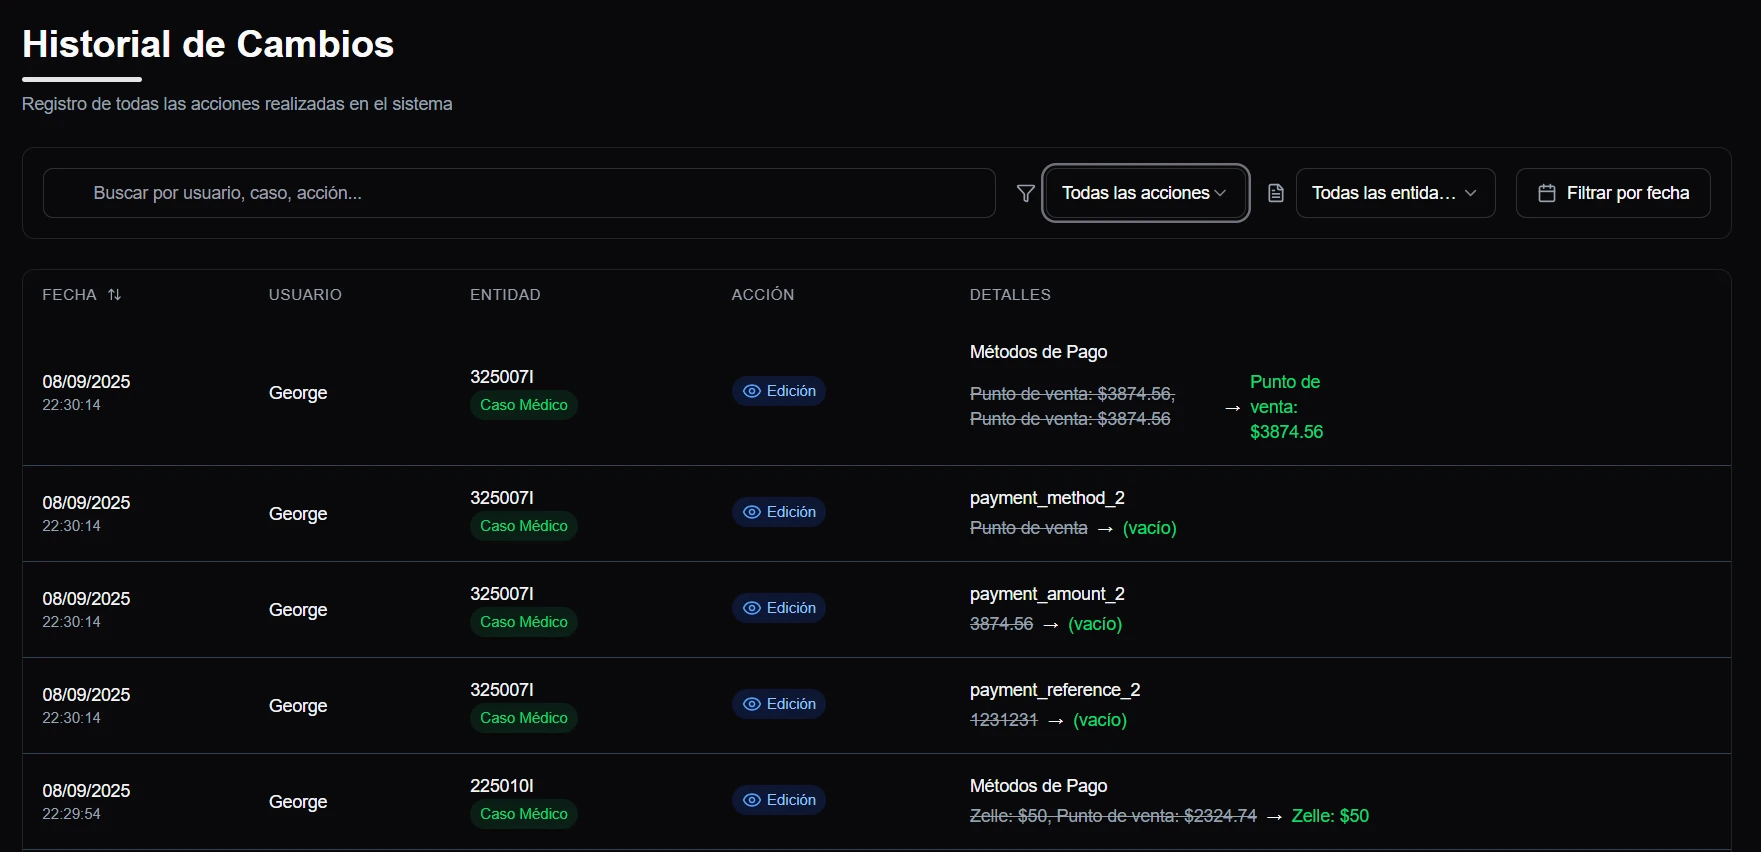 Historial de Cambios
Registro de todas las acciones realizadas en el sistema
Buscar por usuario, caso, acción...
Todas las acciones
Todas las entida...
Filtrar por fecha
FECHA
USUARIO
ENTIDAD
ACCIÓN
DETALLES
08/09/2025
22:30:14
George
325007I
Caso Médico
Edición
Métodos de Pago
Punto de venta: $3874.56,
Punto de venta: $3874.56
→
Punto de
venta:
$3874.56
08/09/2025
22:30:14
George
325007I
Caso Médico
Edición
payment_method_2
Punto de venta → (vacío)
08/09/2025
22:30:14
George
325007I
Caso Médico
Edición
payment_amount_2
3874.56 → (vacío)
08/09/2025
22:30:14
George
325007I
Caso Médico
Edición
payment_reference_2
1231231 → (vacío)
08/09/2025
22:29:54
George
225010I
Caso Médico
Edición
Métodos de Pago
Zelle: $50, Punto de venta: $2324.74 → Zelle: $50